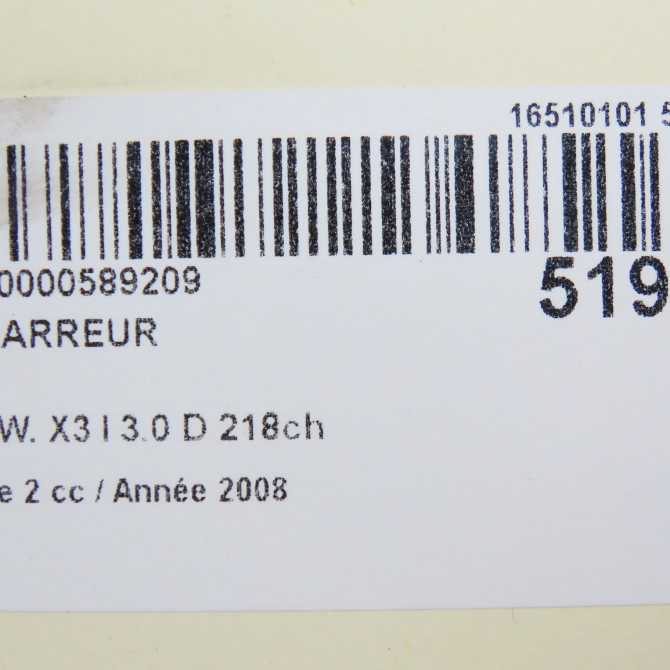 16510101 5
0000589209
519
ARREUR
W. X3 I 3.0 D 218ch
e 2 cc / Année 2008